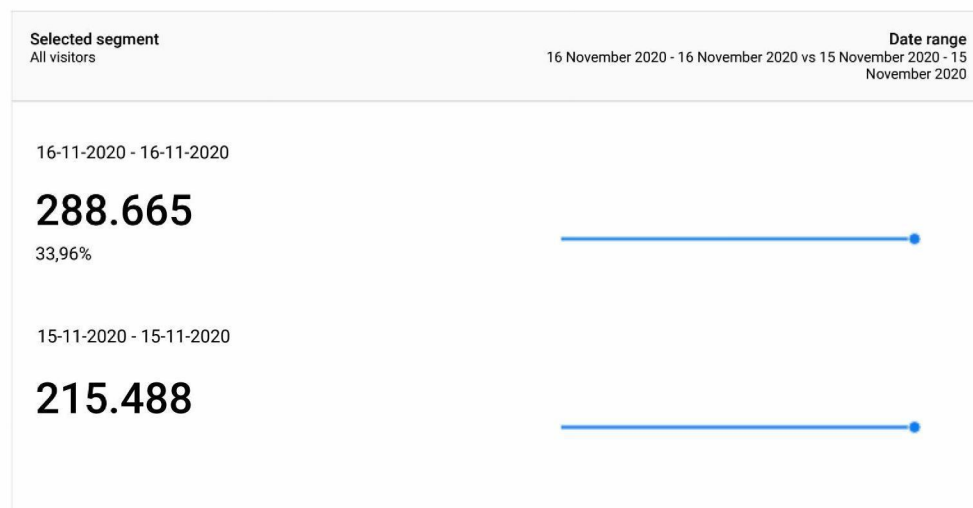 Selected segment
All visitors
Date range
16 November 2020 - 16 November 2020 vs 15 November 2020 - 15
November 2020
16-11-2020 - 16-11-2020
288.665
33,96%
15-11-2020 - 15-11-2020
215.488